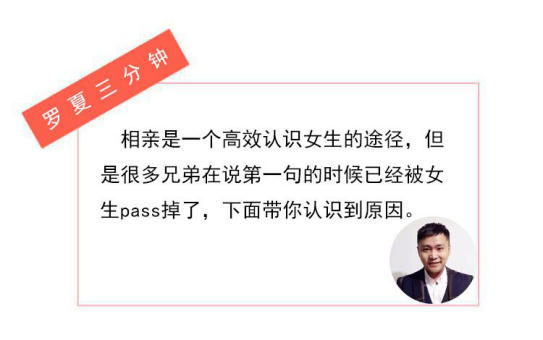 罗夏三分钟
相亲是一个高效认识女生的途径，但
是很多兄弟在说第一句的时候已经被女
生pass掉了，下面带你认识到原因。